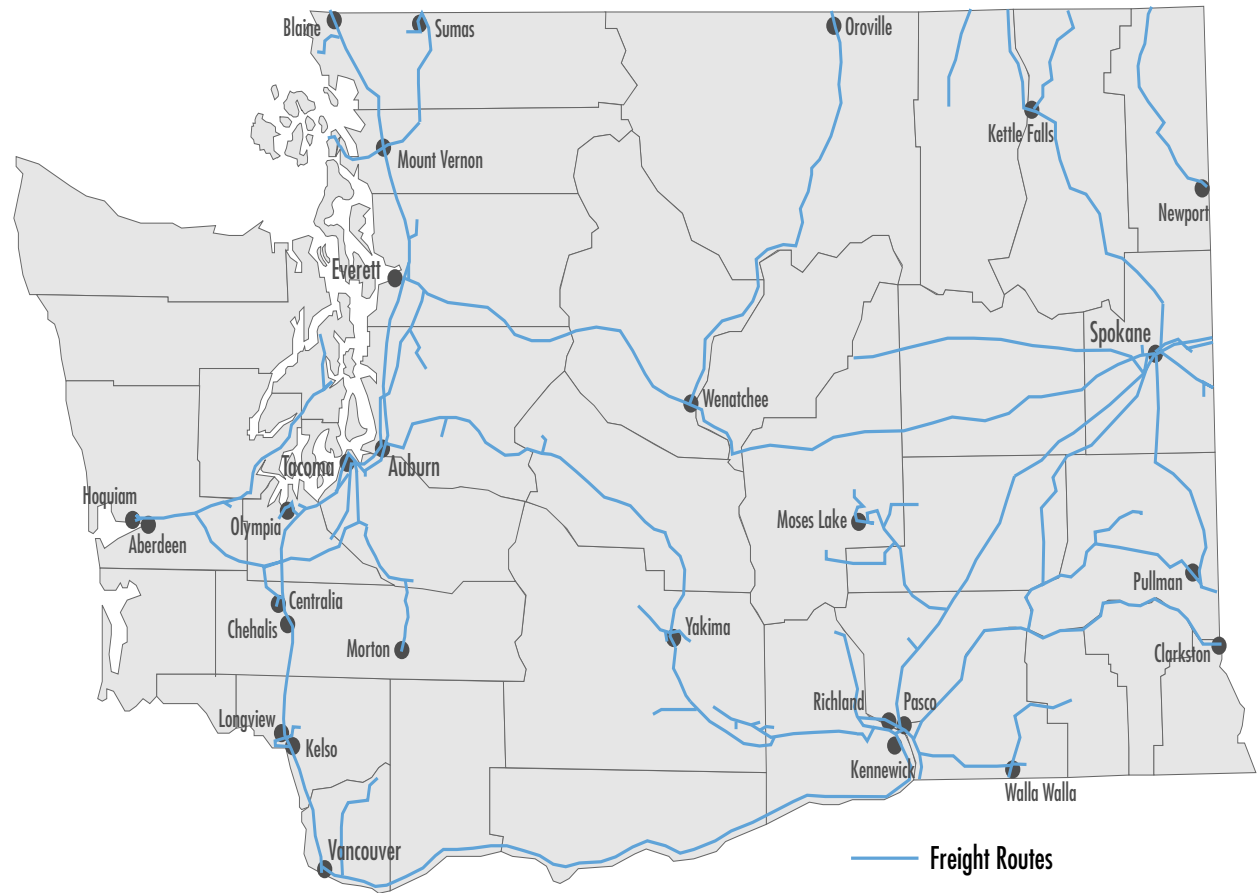 Blaine
Sumas
Oroville
Kettle Falls
Mount Vernon
Newport
Everett
Spokane
Wenatchee
Tacoma
Auburn
Hoquiam
Olympia
Aberdeen
Moses Lake
Pullman
Centralia
Chehalis
Yakima
Morton
Clarkston
Richland
Pasco
Longview
Kelso
Kennewick
Walla Walla
Vancouver
Freight Routes